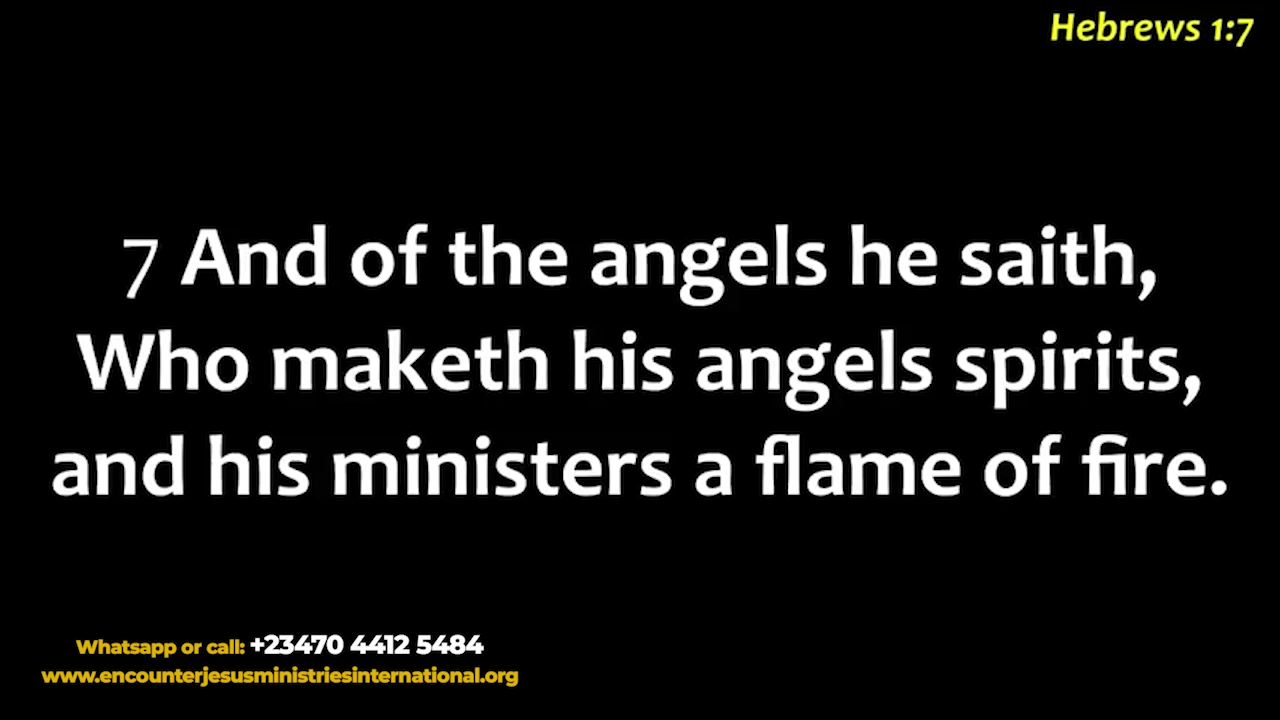 Hebrews 1:7
7 And of the angels he saith,
Who maketh his angels spirits,
and his ministers a flame of fire.
Whatsapp or call: +23470 4412 5484
www.encounterjesusministriesinternational.org